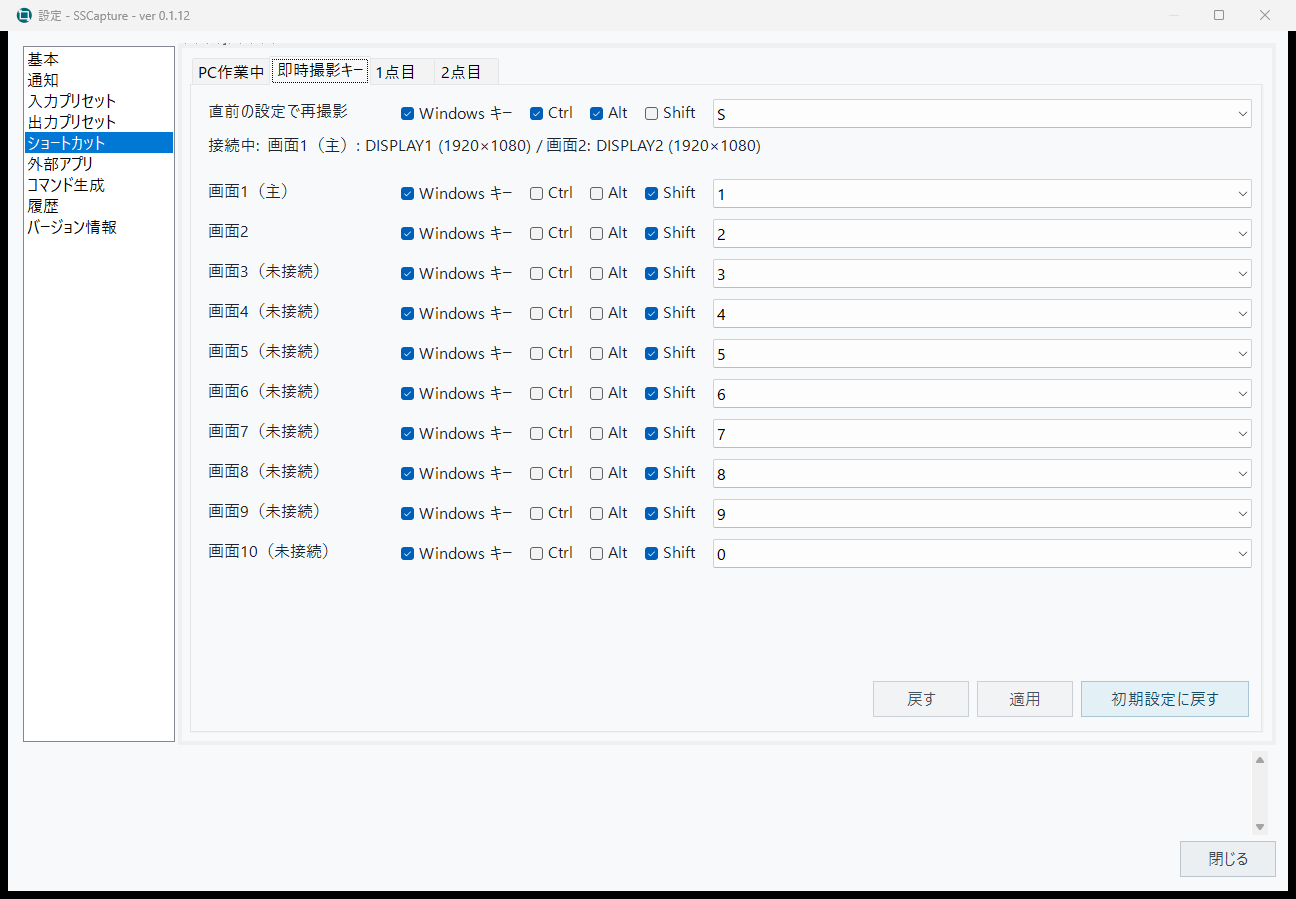 設定 - SSCapture - ver 0.1.12
基本
通知
入力プリセット
出力プリセット
ショートカット
外部アプリ
コマンド生成
履歴
バージョン情報
PC作業中 即時撮影キー 1点目 2点目
直前の設定で再撮影 Windows キー Ctrl Alt Shift S
接続中: 画面1（主）: DISPLAY1 (1920×1080) / 画面2: DISPLAY2 (1920×1080)
画面1（主） Windows キー Ctrl Alt Shift 1
画面2 Windows キー Ctrl Alt Shift 2
画面3（未接続） Windows キー Ctrl Alt Shift 3
画面4（未接続） Windows キー Ctrl Alt Shift 4
画面5（未接続） Windows キー Ctrl Alt Shift 5
画面6（未接続） Windows キー Ctrl Alt Shift 6
画面7（未接続） Windows キー Ctrl Alt Shift 7
画面8（未接続） Windows キー Ctrl Alt Shift 8
画面9（未接続） Windows キー Ctrl Alt Shift 9
画面10（未接続） Windows キー Ctrl Alt Shift 0
戻す 適用 初期設定に戻す
閉じる